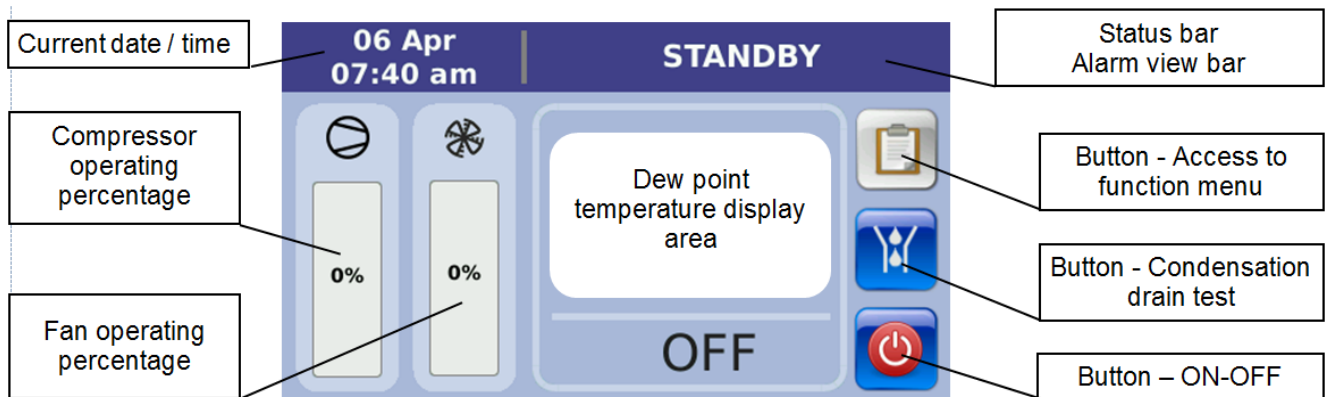 Current date / time
06 Apr
07:40 am
STANDBY
Status bar
Alarm view bar
Compressor
operating
percentage
0%
0%
Dew point
temperature display
area
Button - Access to
function menu
Button - Condensation
drain test
Fan operating
percentage
OFF
Button – ON-OFF